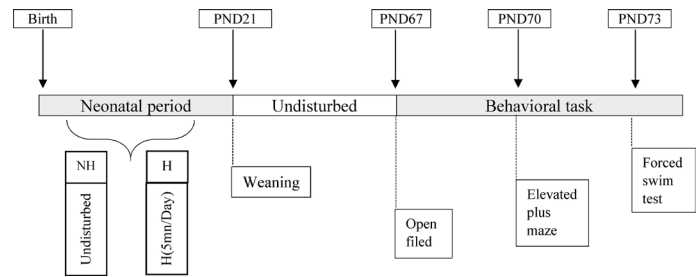 Birth
PND21
PND67
PND70
PND73
Neonatal period
Undisturbed
Behavioral task
NH
H
Undisturbed
H(5mn/Day)
Weaning
Open
filed
Elevated
plus
maze
Forced
swim
test